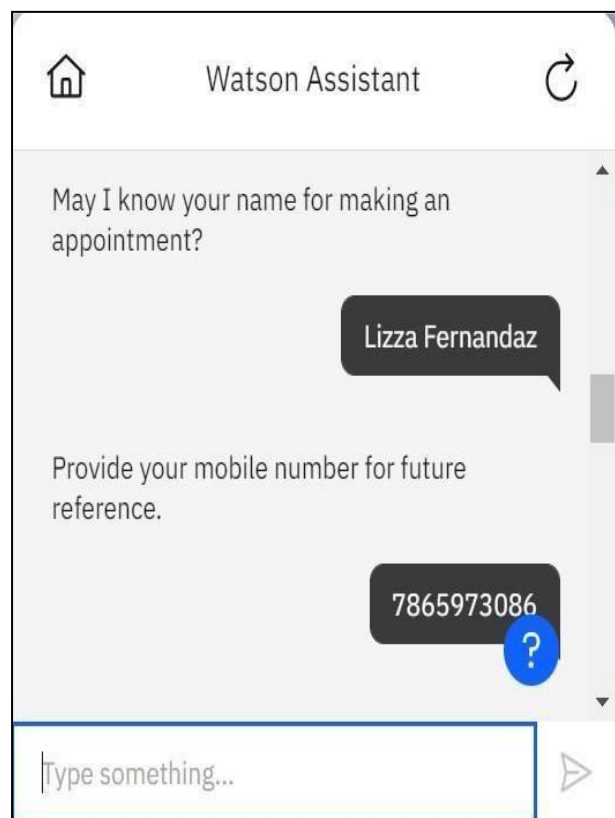 Watson Assistant
May I know your name for making an
appointment?
Lizza Fernandaz
Provide your mobile number for future
reference.
7865973086
?
Type something...